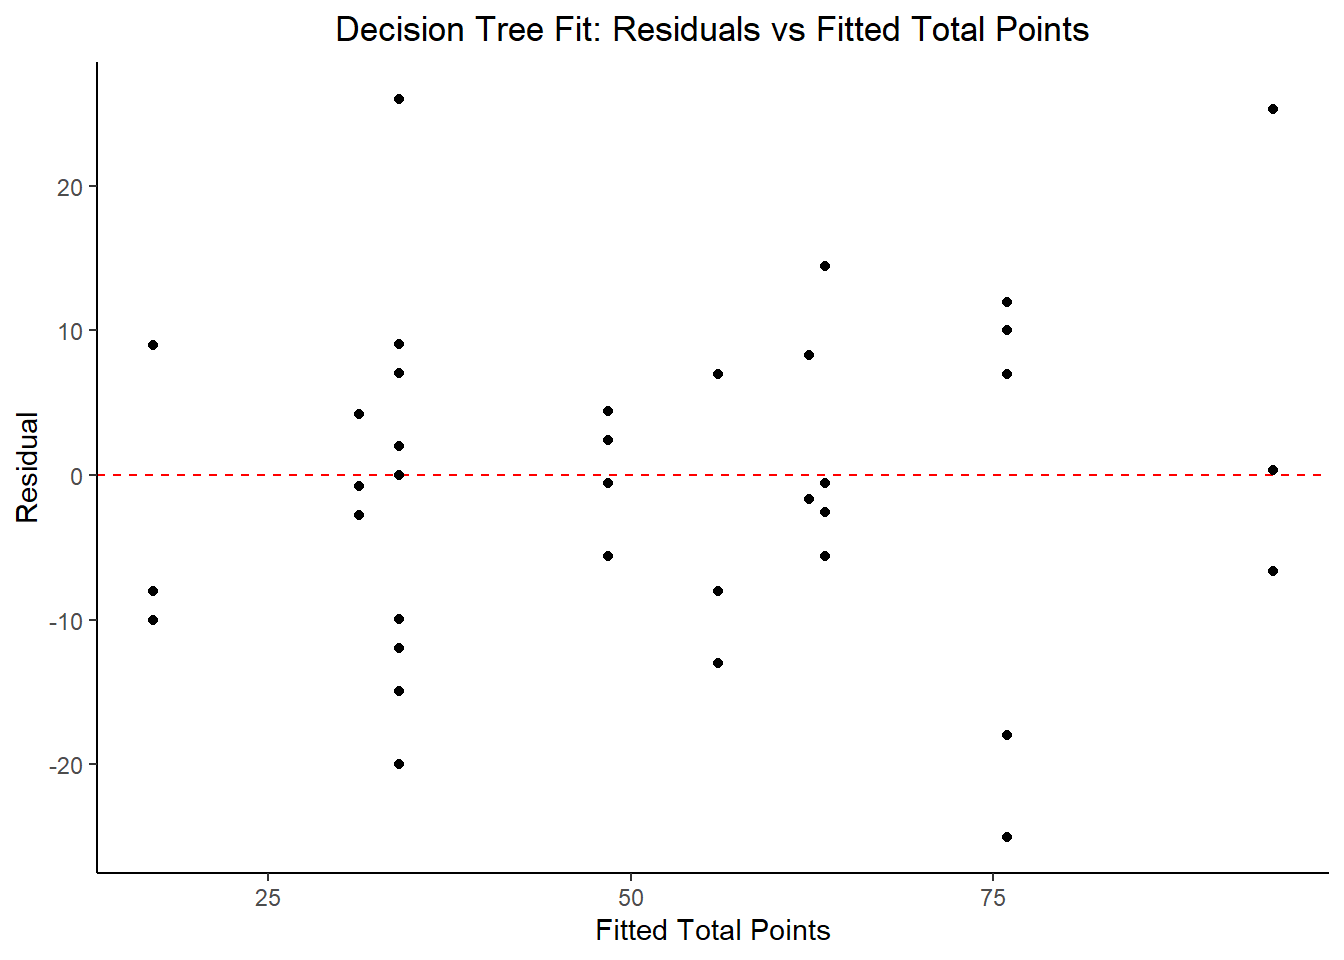 Decision Tree Fit: Residuals vs Fitted Total Points
20
10
0
-10
-20
Residual
25 50 75
Fitted Total Points